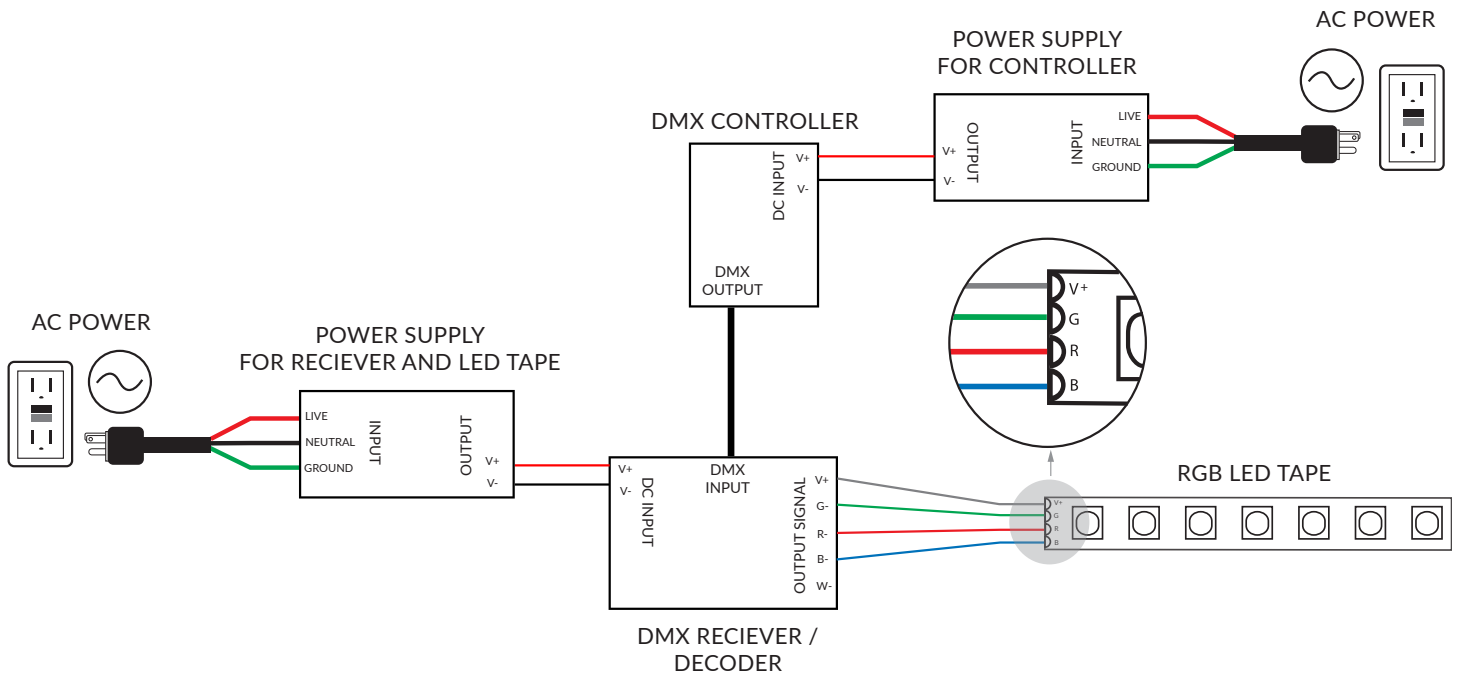 AC POWER
POWER SUPPLY
FOR CONTROLLER
DMX CONTROLLER
DC INPUT
V+
V-
DMX
OUTPUT
V+
V-
OUTPUT
INPUT
LIVE
NEUTRAL
GROUND
V+
G
R
B
AC POWER
POWER SUPPLY
FOR RECIEVER AND LED TAPE
LIVE
NEUTRAL
GROUND
INPUT
OUTPUT
V+
V-
V+
V-
DC INPUT
DMX
INPUT
OUTPUT SIGNAL
V+
G-
R-
B-
W-
RGB LED TAPE
V+
G
R
B
DMX RECIEVER /
DECODER